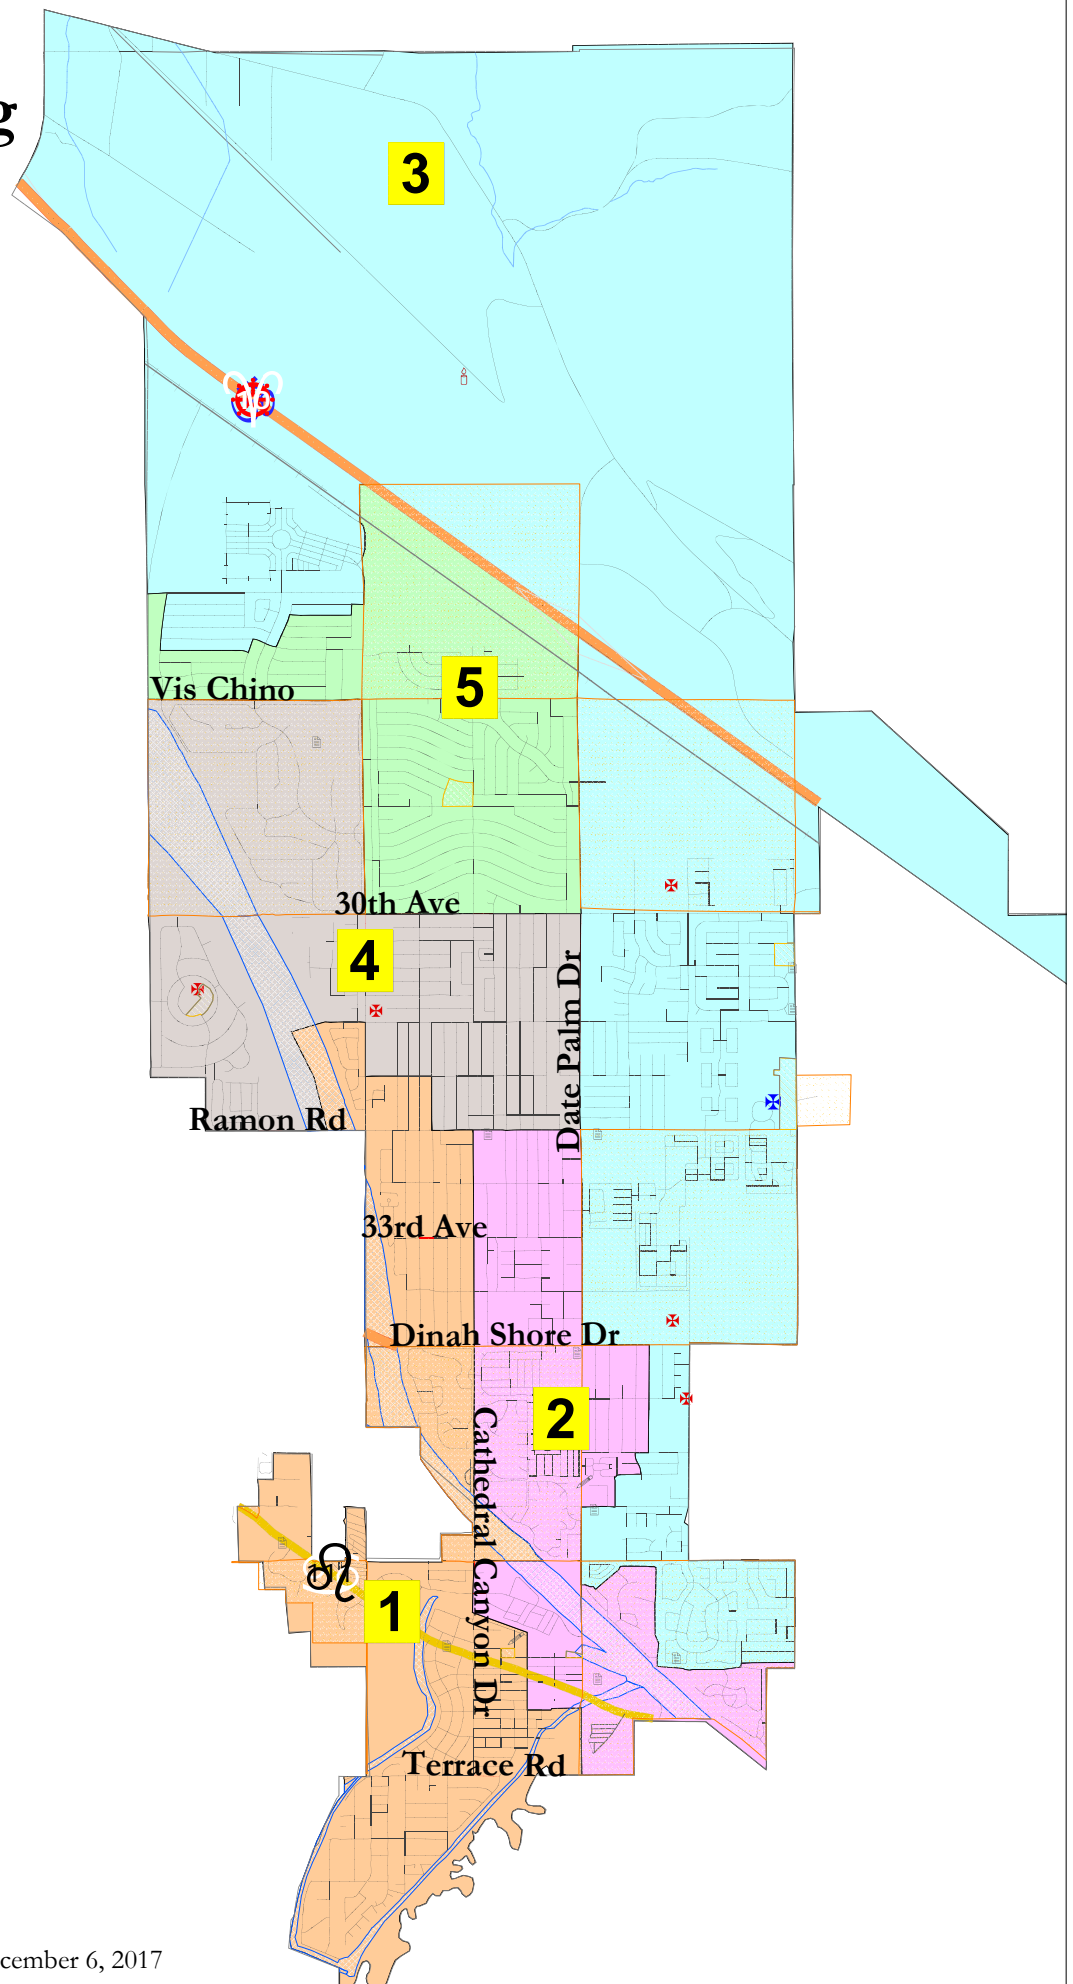 g
3
10
5
Vis Chino
30th Ave
4
Date Palm Dr
Ramon Rd
33rd Ave
Dinah Shore Dr
2
Cathedral Canyon Dr
1
Terrace Rd
cember 6, 2017